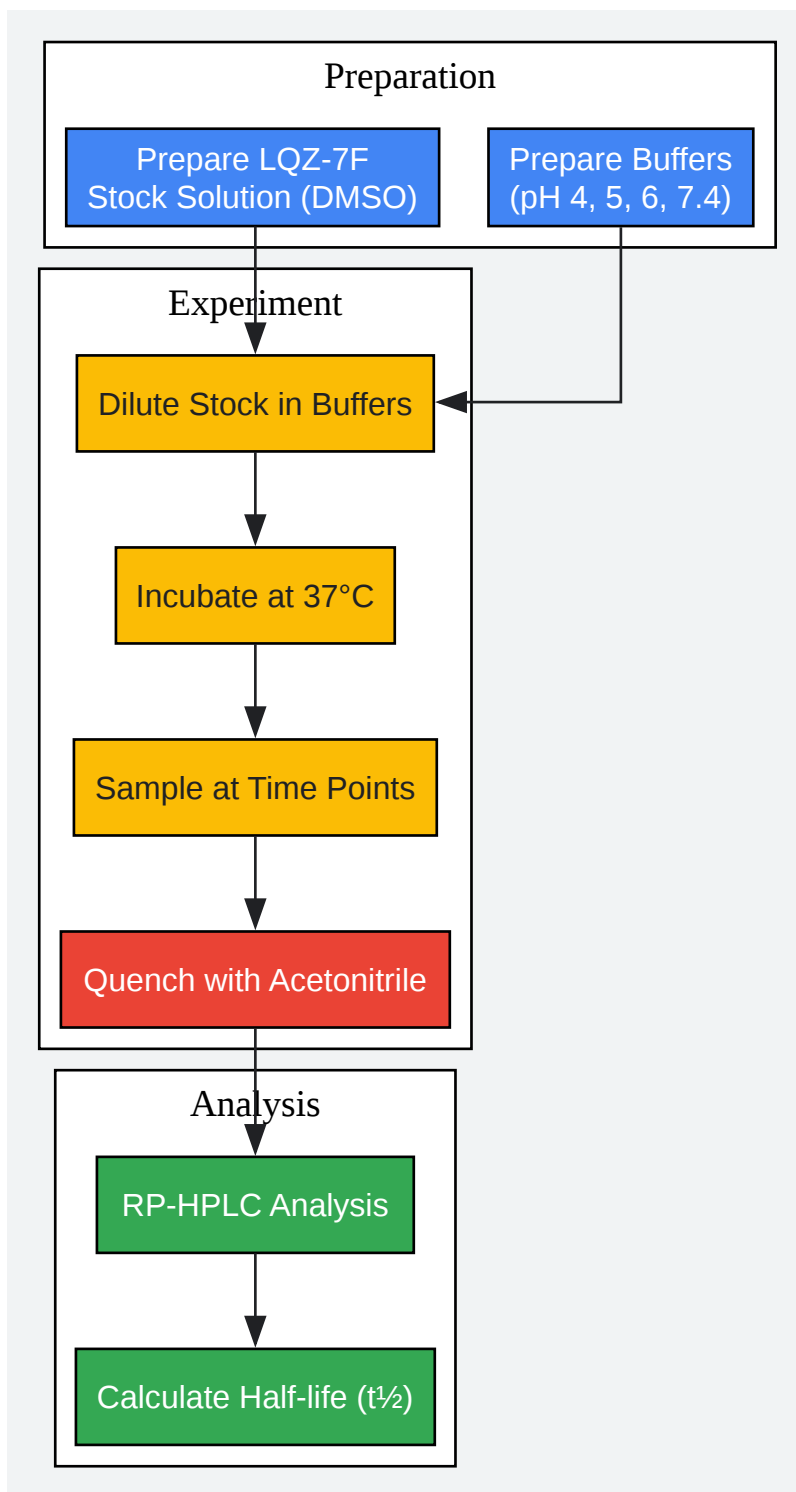 Preparation
Prepare LQZ-7F
Stock Solution (DMSO)
Prepare Buffers
(pH 4, 5, 6, 7.4)
Experiment
Dilute Stock in Buffers
Incubate at 37°C
Sample at Time Points
Quench with Acetonitrile
Analysis
RP-HPLC Analysis
Calculate Half-life (t½)